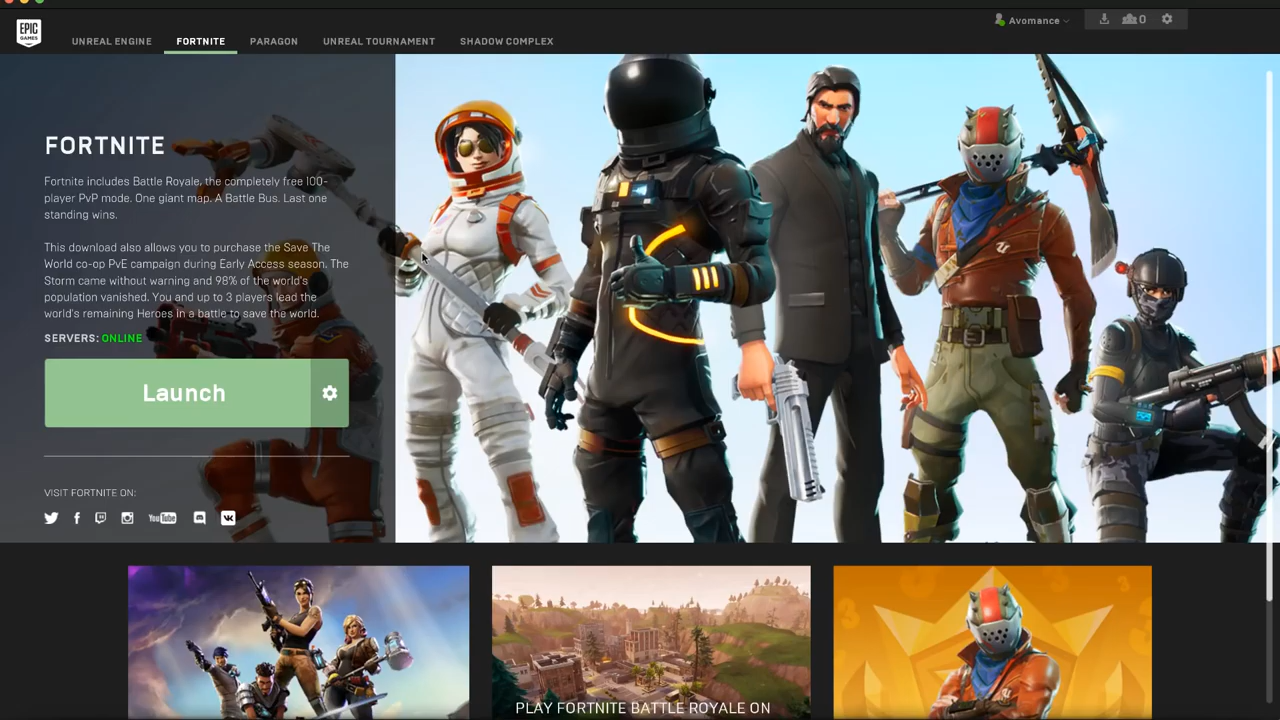 Avomance
0
EPIC
GAMES
UNREAL ENGINE
FORTNITE
PARAGON
UNREAL TOURNAMENT
SHADOW COMPLEX
FORTNITE
Fortnite includes Battle Royale, the completely free 100-
player PvP mode. One giant map. A Battle Bus. Last one
standing wins.
This download also allows you to purchase the Save The
World co-op PvE campaign during Early Access season. The
Storm came without warning and 98% of the world's
population vanished. You and up to 3 players lead the
world's remaining Heroes in a battle to save the world.
SERVERS: ONLINE
Launch
VISIT FORTNITE ON:
You Tube
PLAY FORTNITE BATTLE ROYALE ON